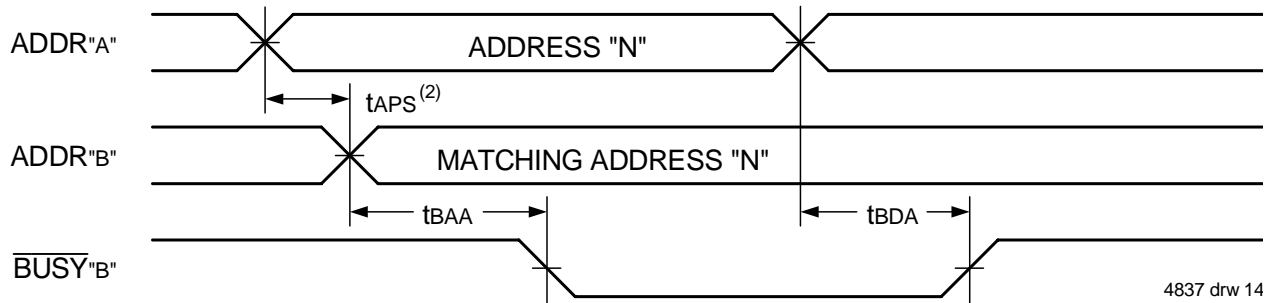 ADDR"A"
ADDRESS "N"
tAPS(2)
ADDR"B"
MATCHING ADDRESS "N"
tBAA
tBDA
BUSY"B"
4837 drw 14